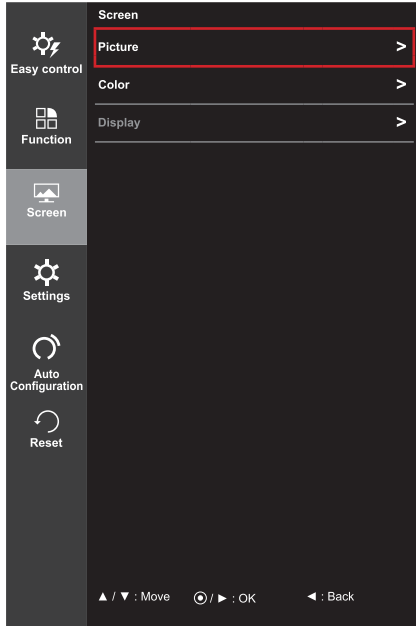 Easy control
Function
Screen
Settings
Auto
Configuration
Reset
Screen
Picture >
Color >
Display >
▲ / ▼ : Move ⦿ / ► : OK ◄ : Back